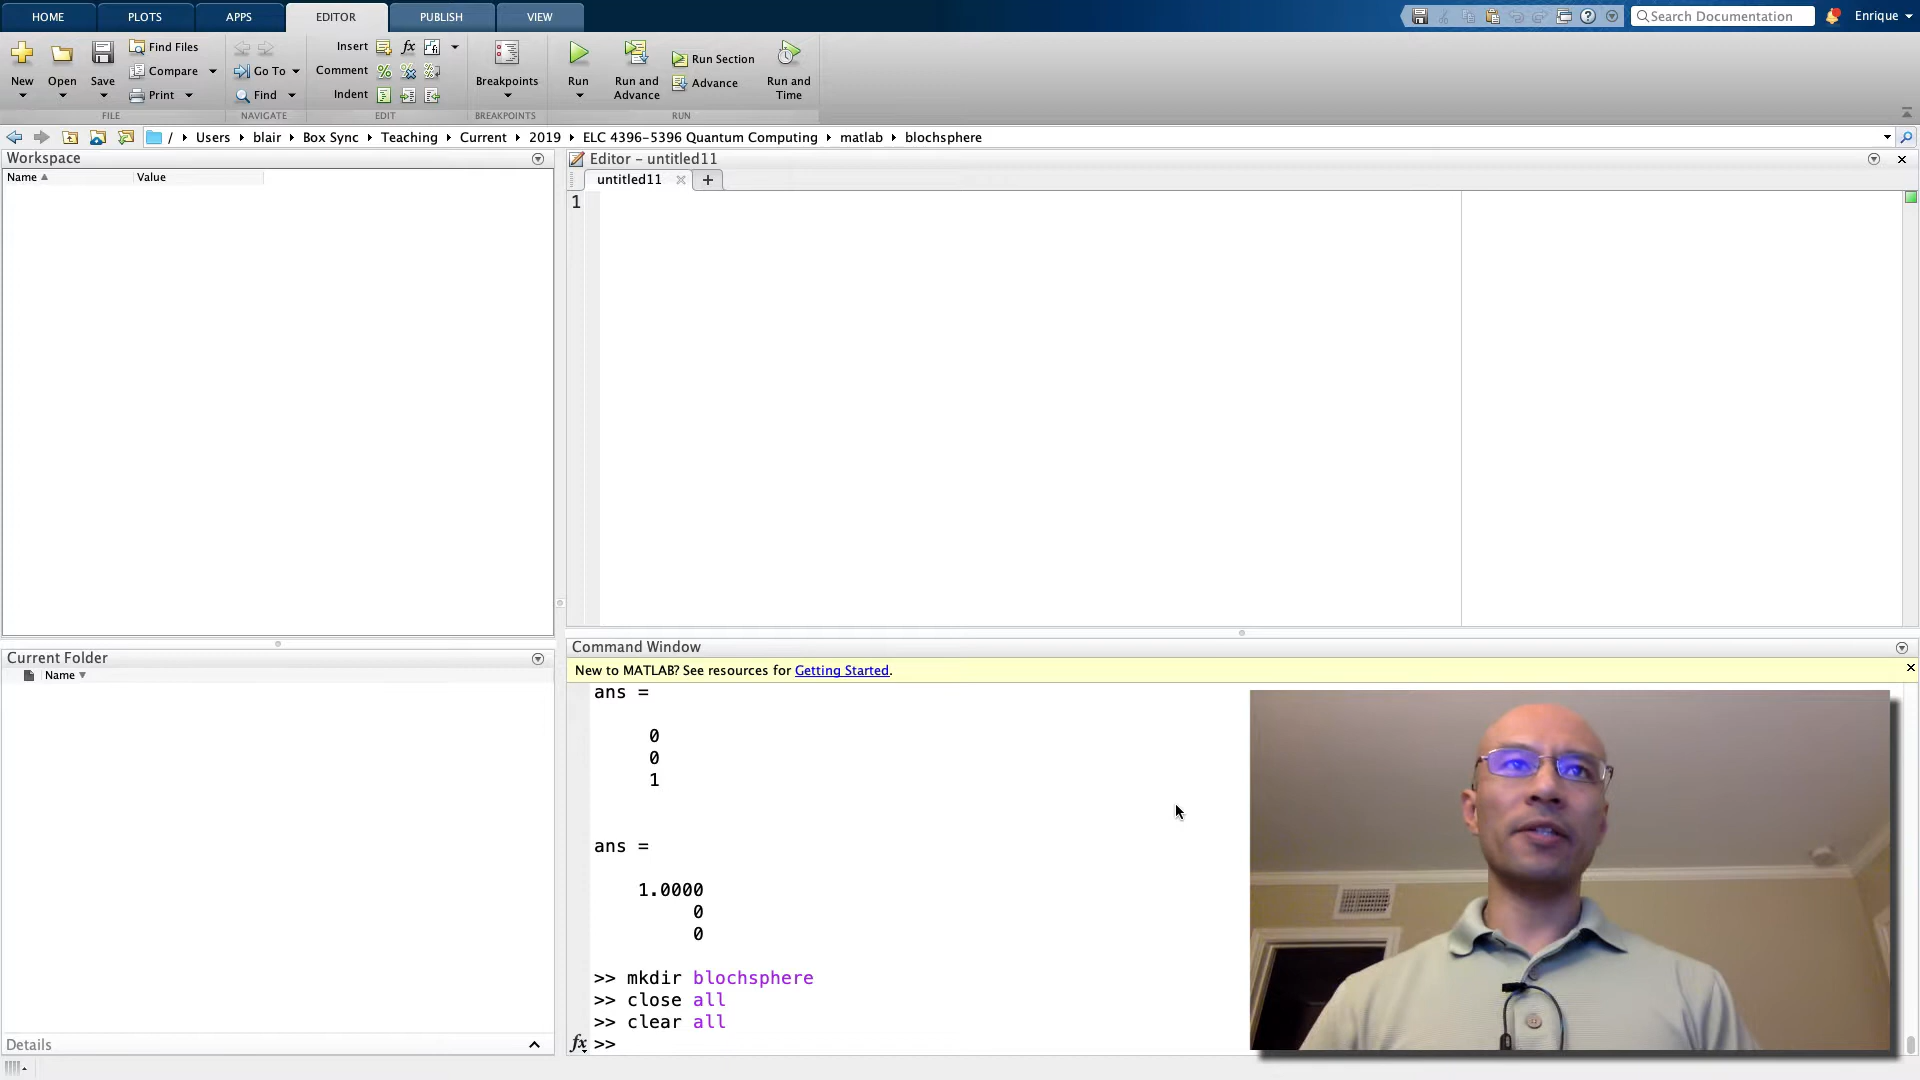 HOME PLOTS APPS EDITOR PUBLISH VIEW
Search Documentation
Enrique
New
Open
Save
Find Files
Compare
Print
Go To
Find
Insert
Comment
Indent
fx
Breakpoints
Run
Run and Advance
Run Section
Advance
Run and Time
FILE NAVIGATE EDIT BREAKPOINTS RUN
/ Users blair Box Sync Teaching Current 2019 ELC 4396-5396 Quantum Computing matlab blochsphere
Workspace
Name Value
Editor - untitled11
untitled11 +
1
Current Folder
Name
Details
Command Window
New to MATLAB? See resources for Getting Started.
ans =
0
0
1
ans =
1.0000
0
0
>> mkdir blochsphere
>> close all
>> clear all
fx >>